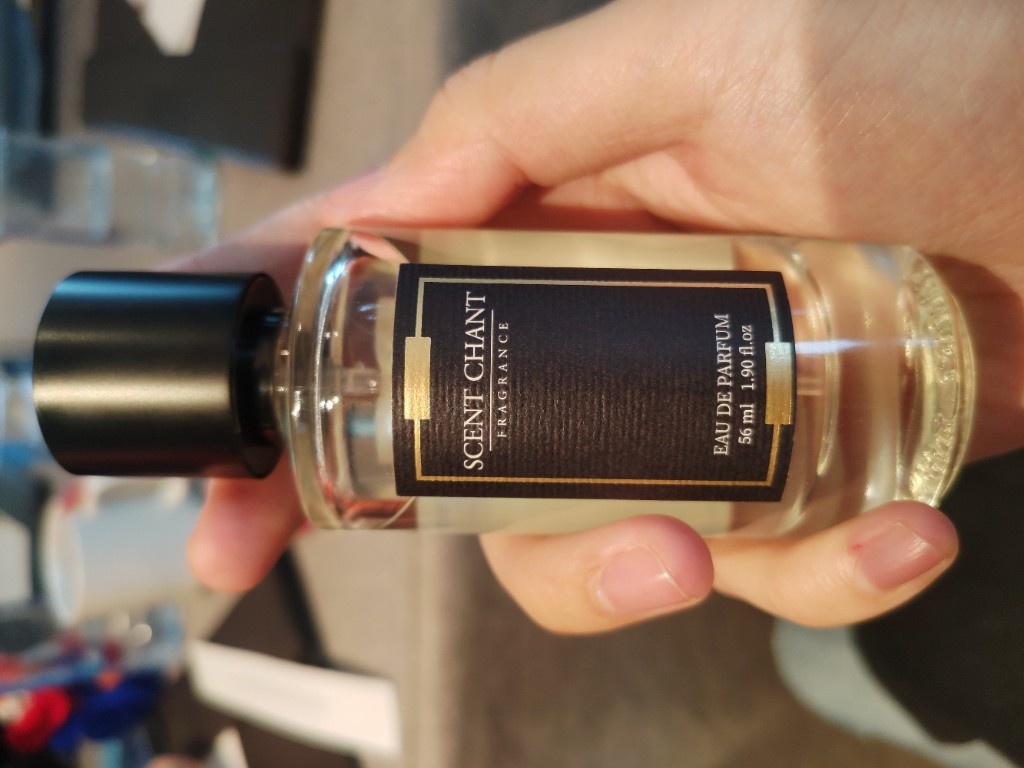 SCENT CHANT
FRAGRANCE
EAU DE PARFUM
56 ml 1.90 fl.oz